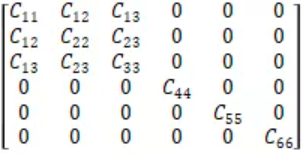 C₁₁ C₁₂ C₁₃ 0 0 0
C₁₂ C₂₂ C₂₃ 0 0 0
C₁₃ C₂₃ C₃₃ 0 0 0
0 0 0 C₄₄ 0 0
0 0 0 0 C₅₅ 0
0 0 0 0 0 C₆₆